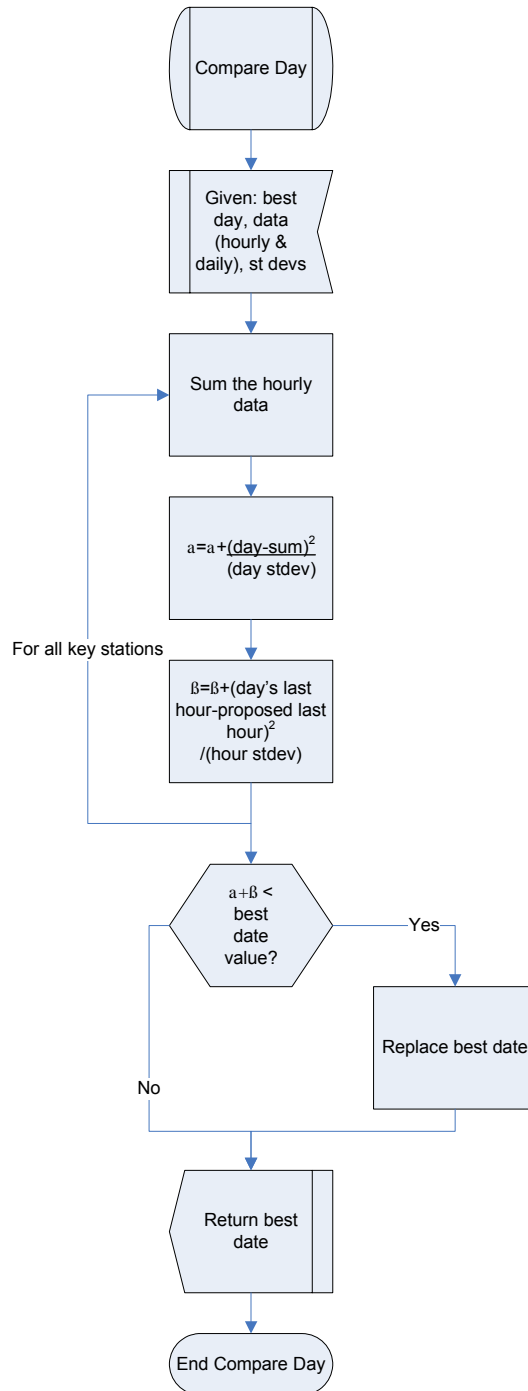 Compare Day
Given: best
day, data
(hourly &
daily), st devs
Sum the hourly
data
a=a+(day-sum)²
(day stdev)
For all key stations
ß=ß+(day’s last
hour-proposed last
hour)²
/(hour stdev)
a+ß <
best
date
value?
Yes
Replace best date
No
Return best
date
End Compare Day